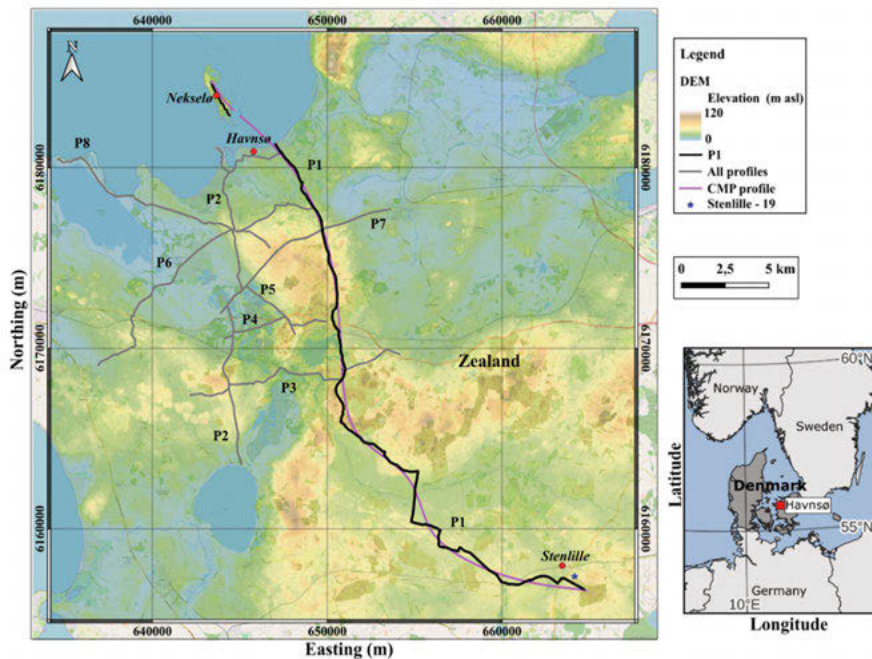 640000 650000 660000
N
Nekselø
Havnsø
P8
P1
6180000 6180000
P2
P7
P6
P5
P4
Zealand
6170000 6170000
P3
P2
P1
6160000 6160000
Stenlille
640000 650000 660000
Northing (m)
Easting (m)
Legend
DEM
Elevation (m asl)
120
0
P1
All profiles
CMP profile
Stenlille - 19
0 2,5 5 km
60°N
Norway
Sweden
Denmark
Havnsø
55°N
Germany
10°E
Latitude
Longitude